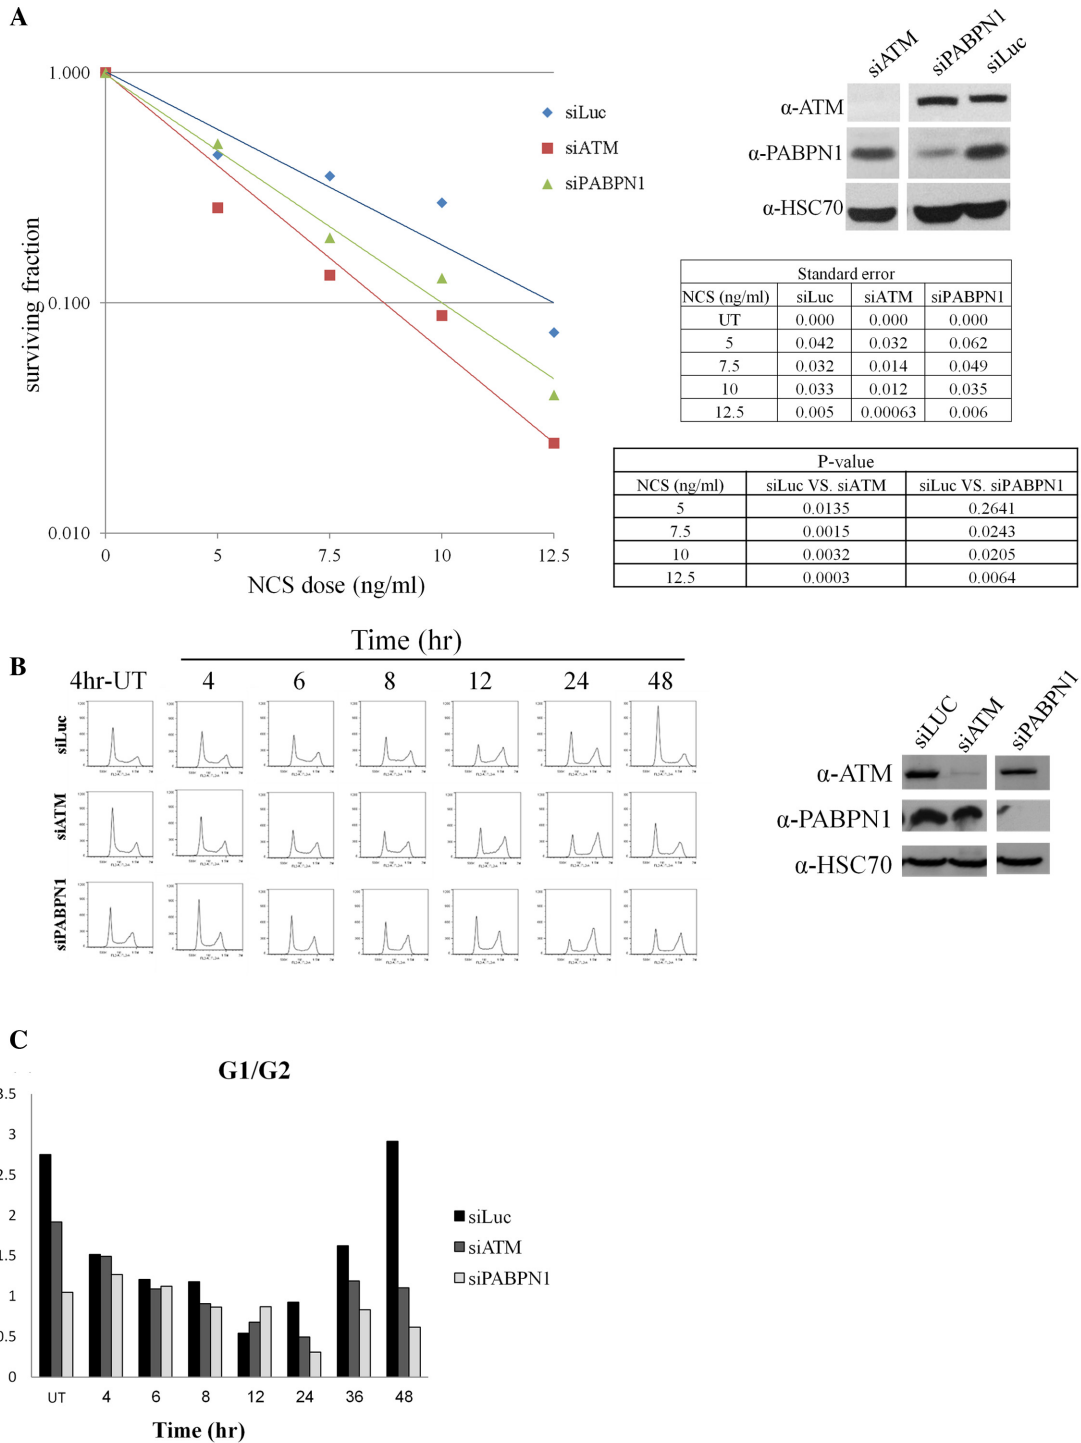 A
1.000
0.100
0.010
0 5 7.5 10 12.5
surviving fraction
NCS dose (ng/ml)
siLuc
siATM
siPABPN1
siATM siPABPN1 siLuc
α-ATM
α-PABPN1
α-HSC70
Standard error
NCS (ng/ml) siLuc siATM siPABPN1
UT 0.000 0.000 0.000
5 0.042 0.032 0.062
7.5 0.032 0.014 0.049
10 0.033 0.012 0.035
12.5 0.005 0.00063 0.006
P-value
NCS (ng/ml) siLuc VS. siATM siLuc VS. siPABPN1
5 0.0135 0.2641
7.5 0.0015 0.0243
10 0.0032 0.0205
12.5 0.0003 0.0064
B
Time (hr)
4hr-UT 4 6 8 12 24 48
siLuc
siATM
siPABPN1
siLUC siATM siPABPN1
α-ATM
α-PABPN1
α-HSC70
C
G1/G2
3.5
3
2.5
2
1.5
1
0.5
0
UT 4 6 8 12 24 36 48
Time (hr)
siLuc
siATM
siPABPN1